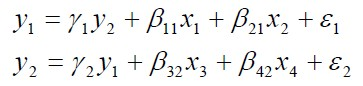 y₁ = γ₁y₂ + β₁₁x₁ + β₂₁x₂ + ε₁
y₂ = γ₂y₁ + β₃₂x₃ + β₄₂x₄ + ε₂